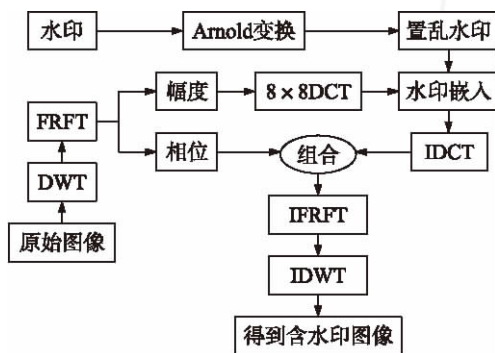 水印 Arnold变换 置乱水印
幅度 8×8DCT 水印嵌入
FRFT
相位 组合 IDCT
DWT
IFRFT
原始图像
IDWT
得到含水印图像